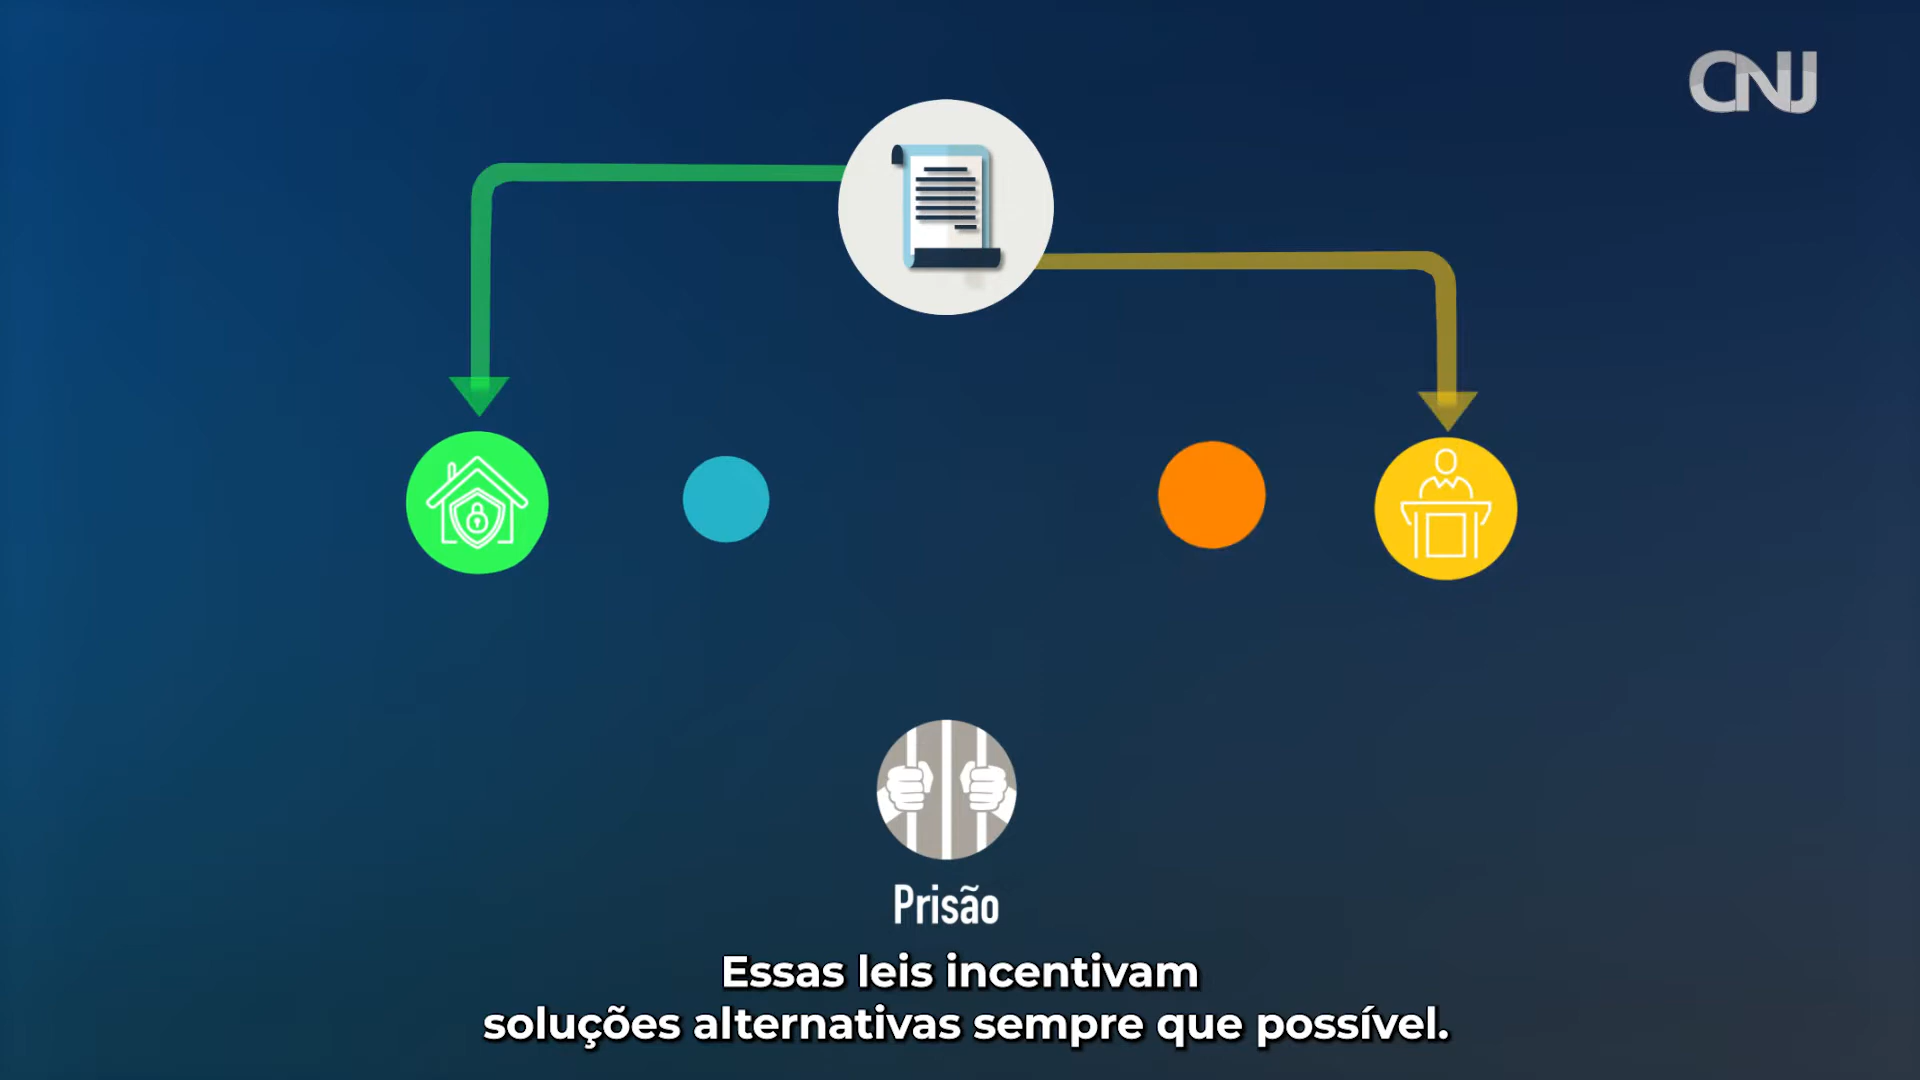 CNJ
Prisão
Essas leis incentivam
soluções alternativas sempre que possível.